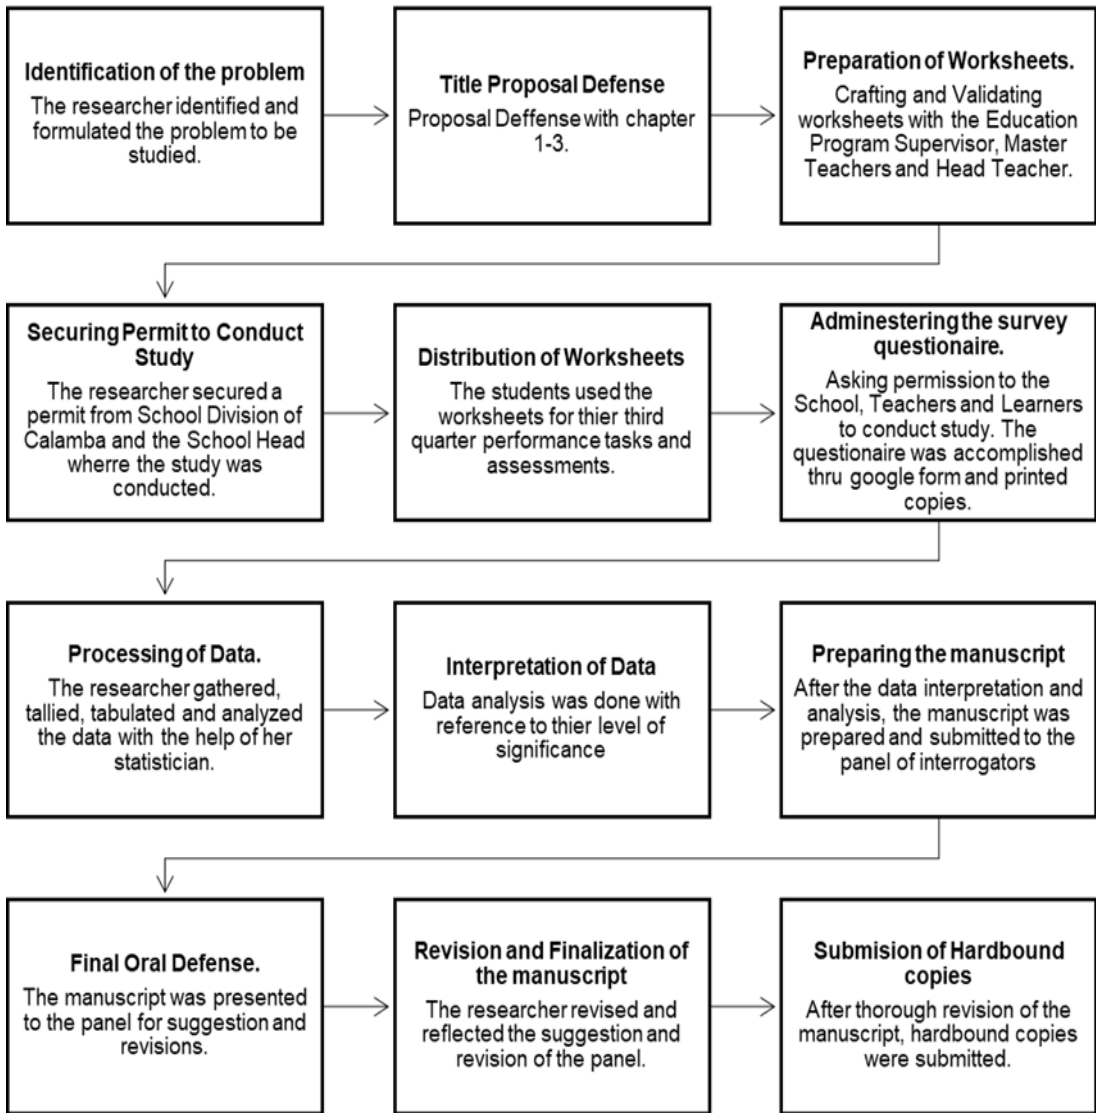 Identification of the problem
The researcher identified and
formulated the problem to be
studied.
Title Proposal Defense
Proposal Deffense with chapter
1-3.
Preparation of Worksheets.
Crafting and Validating
worksheets with the Education
Program Supervisor, Master
Teachers and Head Teacher.
Securing Permit to Conduct
Study
The researcher secured a
permit from School Division of
Calamba and the School Head
wherre the study was
conducted.
Distribution of Worksheets
The students used the
worksheets for thier third
quarter performance tasks and
assessments.
Adminestering the survey
questionaire.
Asking permission to the
School, Teachers and Learners
to conduct study. The
questionaire was accomplished
thru google form and printed
copies.
Processing of Data.
The researcher gathered,
tallied, tabulated and analyzed
the data with the help of her
statistician.
Interpretation of Data
Data analysis was done with
reference to thier level of
significance
Preparing the manuscript
After the data interpretation and
analysis, the manuscript was
prepared and submitted to the
panel of interrogators
Final Oral Defense.
The manuscript was presented
to the panel for suggestion and
revisions.
Revision and Finalization of
the manuscript
The researcher revised and
reflected the suggestion and
revision of the panel.
Submision of Hardbound
copies
After thorough revision of the
manuscript, hardbound copies
were submitted.